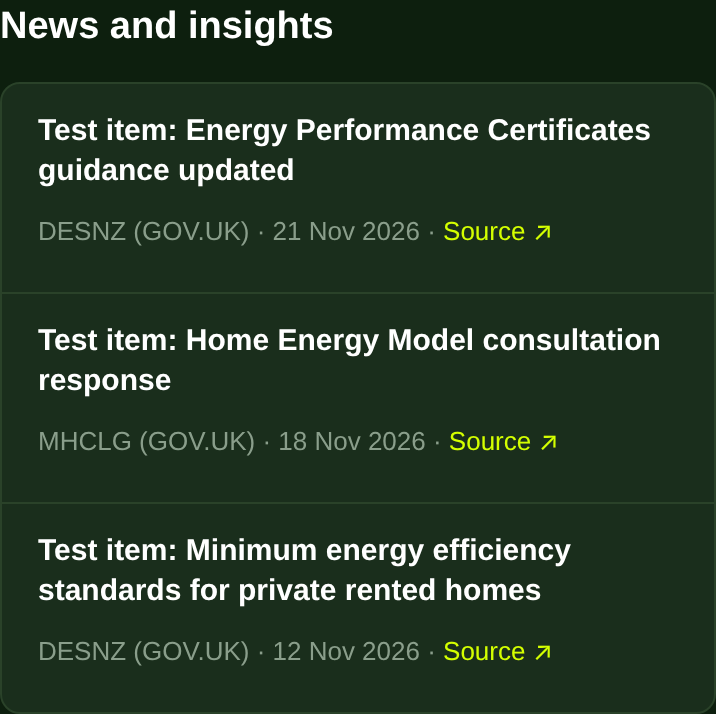 News and insights
Test item: Energy Performance Certificates
guidance updated
DESNZ (GOV.UK) · 21 Nov 2026 · Source ↗
Test item: Home Energy Model consultation
response
MHCLG (GOV.UK) · 18 Nov 2026 · Source ↗
Test item: Minimum energy efficiency
standards for private rented homes
DESNZ (GOV.UK) · 12 Nov 2026 · Source ↗